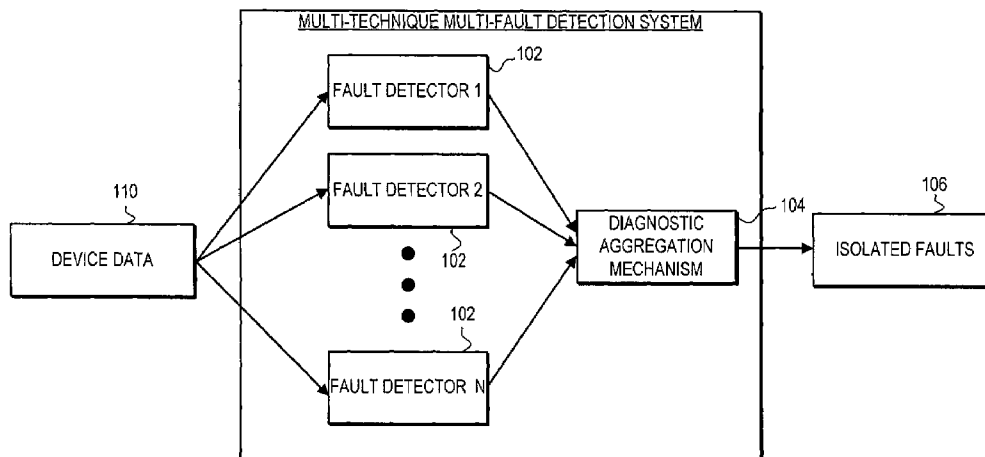 MULTI-TECHNIQUE MULTI-FAULT DETECTION SYSTEM
102
FAULT DETECTOR 1
FAULT DETECTOR 2
102
110
DEVICE DATA
104
DIAGNOSTIC
AGGREGATION
MECHANISM
106
ISOLATED FAULTS
102
FAULT DETECTOR N